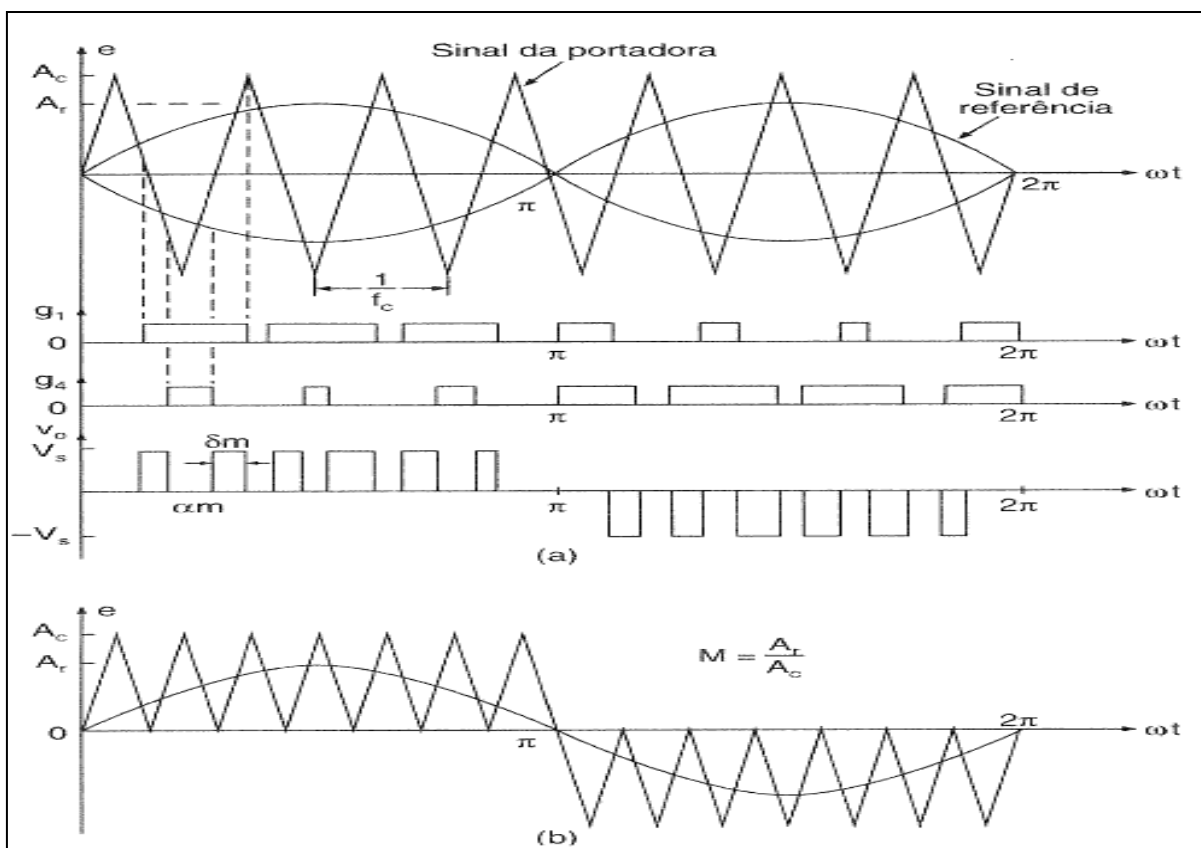 e
Sinal da portadora
A_c
A_r
Sinal de referência
ωt
π
2π
1
f_c
g_1
0
π
2π
ωt
g_4
0
π
2π
ωt
v_o
V_s
δm
αm
π
2π
ωt
−V_s
(a)
e
A_c
A_r
M = A_r
A_c
0
π
2π
ωt
(b)